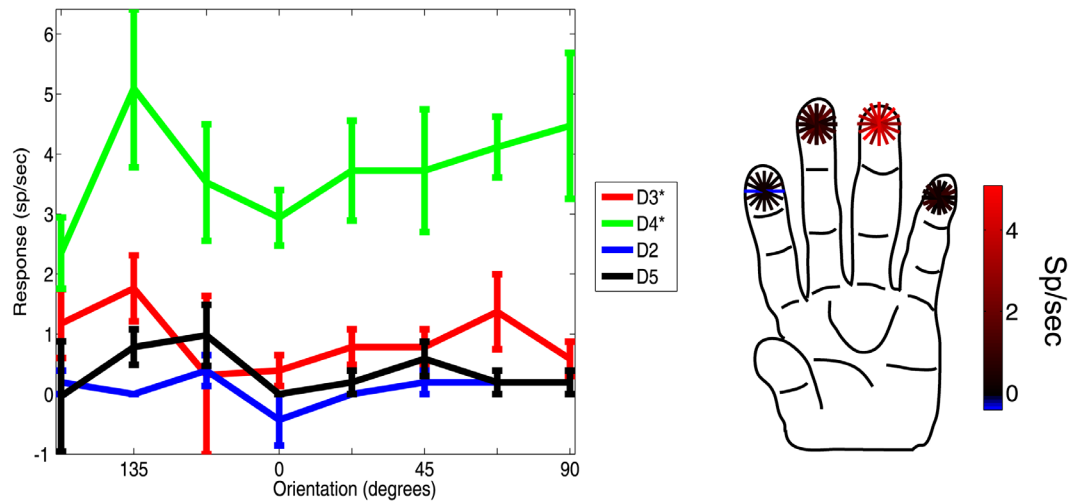 6
5
4
3
2
1
0
-1
Response (sp/sec)
135
0
45
90
Orientation (degrees)
D3*
D4*
D2
D5
4
2
0
Sp/sec